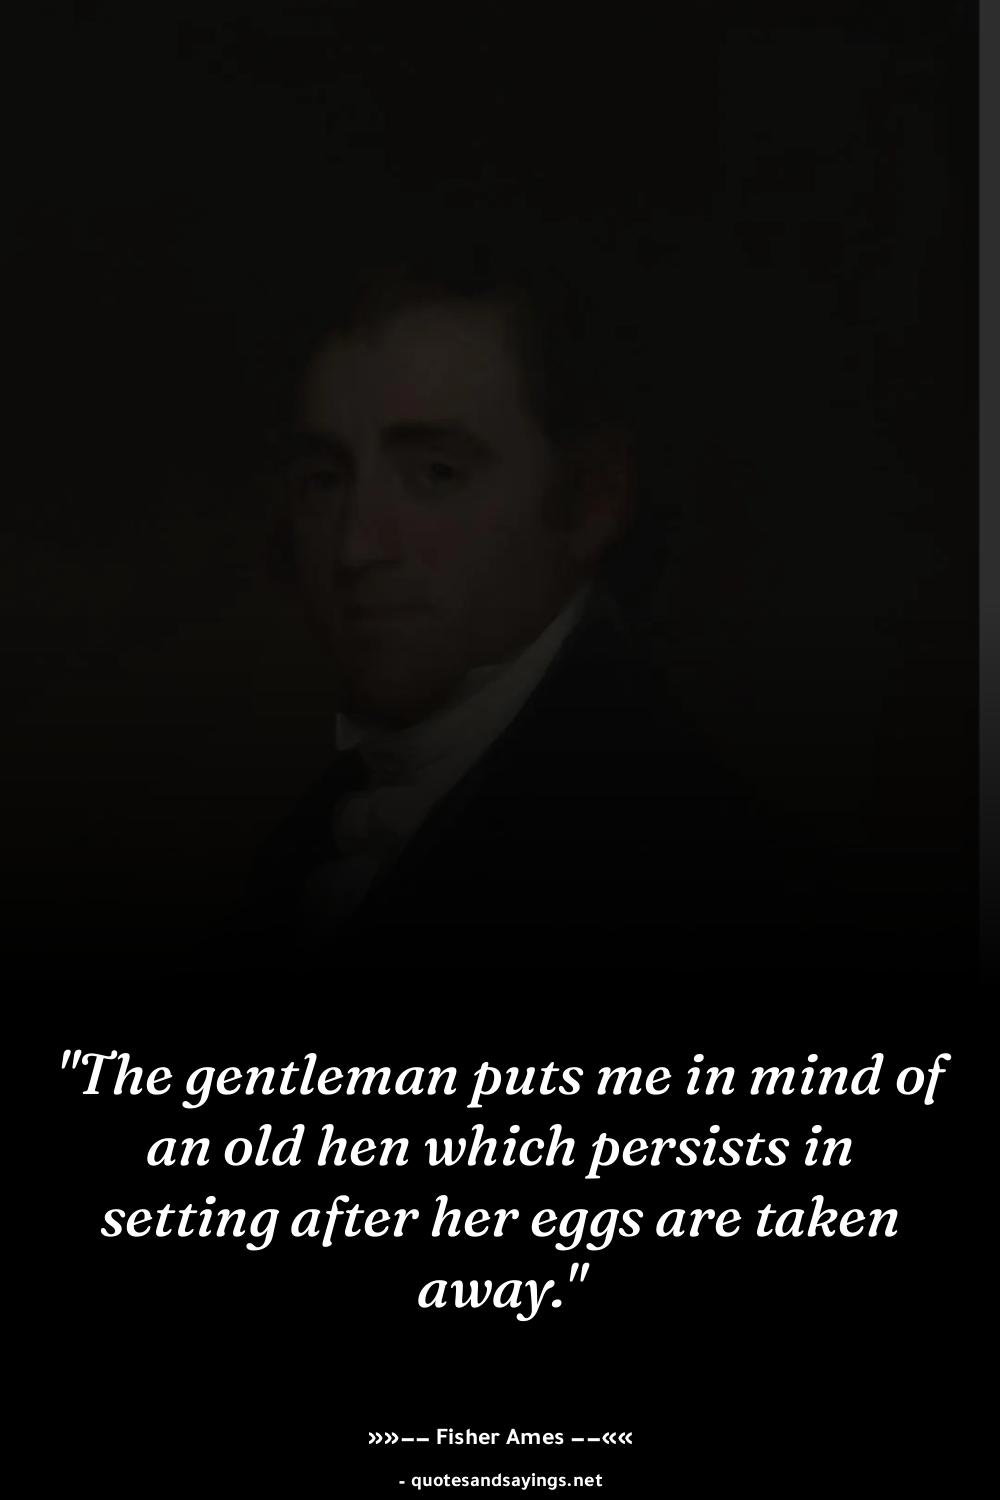 "The gentleman puts me in mind of
an old hen which persists in
setting after her eggs are taken
away."
»»–– Fisher Ames ––««
- quotesandsayings.net